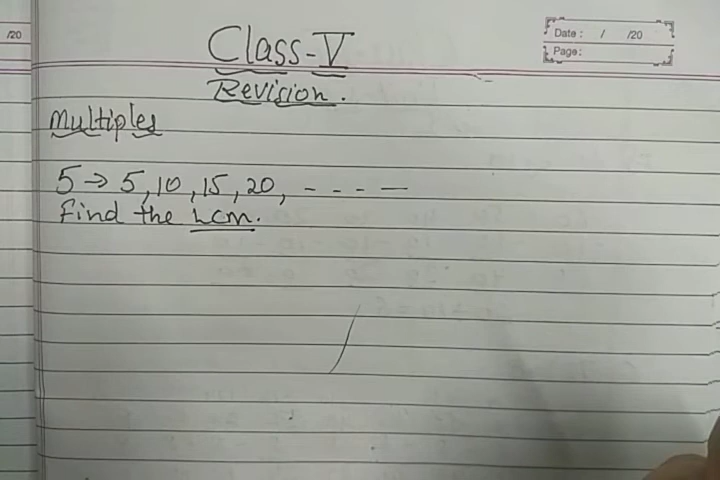 /20
Class-V
Date: / /20
Page:
Revision.
Multiples
5 → 5, 10, 15, 20, - - - —
Find the LCM.